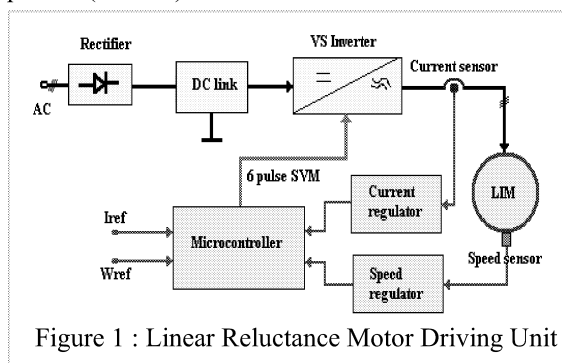 Rectifier
VS Inverter
Current sensor
DC link
AC
6 pulse SVM
LIM
Current
regulator
Iref
Microcontroller
Wref
Speed
regulator
Speed sensor
Figure 1 : Linear Reluctance Motor Driving Unit